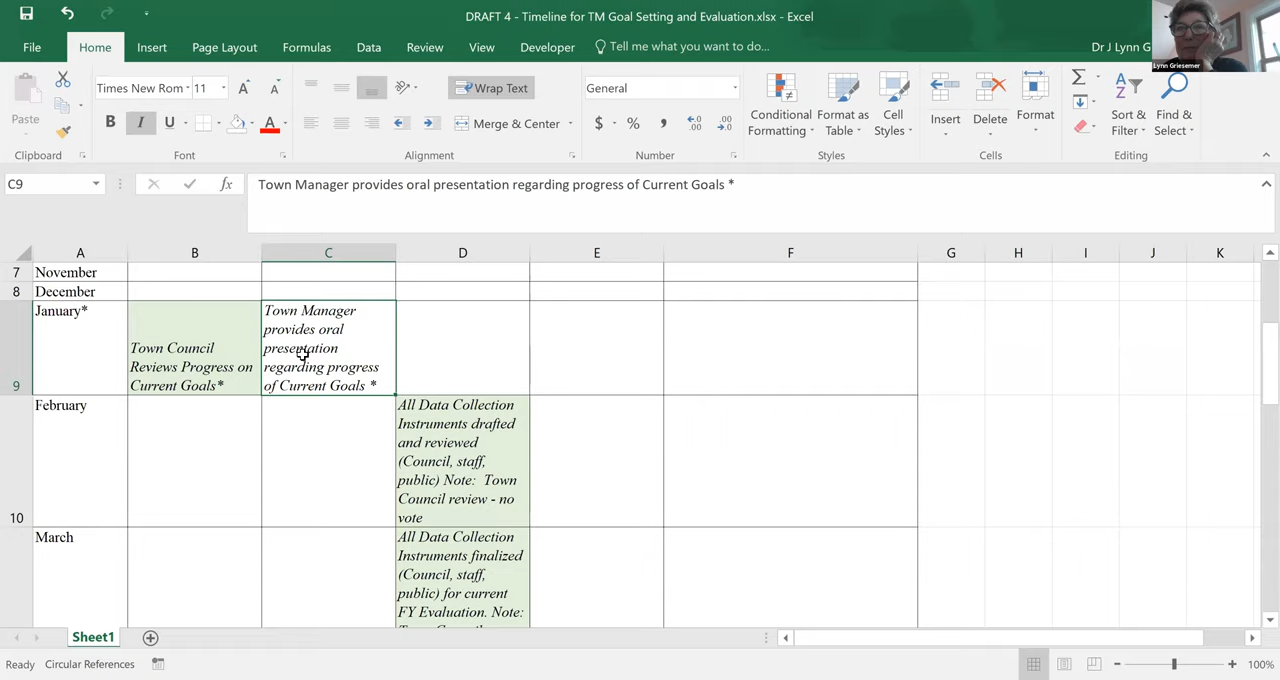 DRAFT 4 - Timeline for TM Goal Setting and Evaluation.xlsx - Excel
Lynn Griesemer
File Home Insert Page Layout Formulas Data Review View Developer Tell me what you want to do... Dr J Lynn G
Paste
Times New Rom 11
B I U
Wrap Text
Merge & Center
General
$ % ,
Conditional Formatting
Format as Table
Cell Styles
Insert Delete Format
Σ
Sort & Filter
Find & Select
Clipboard Font Alignment Number Styles Cells Editing
C9 fx Town Manager provides oral presentation regarding progress of Current Goals *
A B C D E F G H I J K
7 November
8 December
9 January*
Town Council
Reviews Progress on
Current Goals*
Town Manager
provides oral
presentation
regarding progress
of Current Goals *
10 February
All Data Collection
Instruments drafted
and reviewed
(Council, staff,
public) Note: Town
Council review - no
vote
March
All Data Collection
Instruments finalized
(Council, staff,
public) for current
FY Evaluation. Note:
Sheet1
Ready Circular References 100%